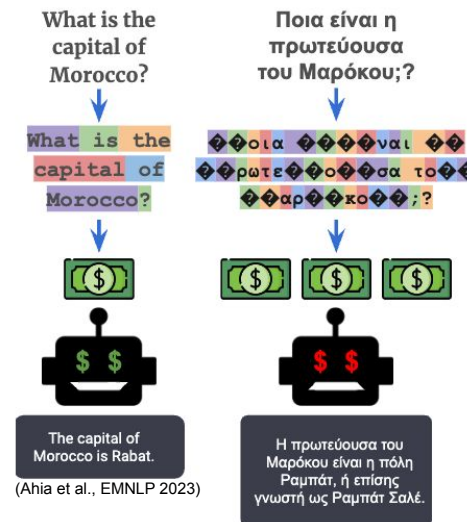 What is the
capital of
Morocco?
What is the
capital of
Morocco?
$
$ $
The capital of
Morocco is Rabat.
(Ahia et al., EMNLP 2023)
Ποια είναι η
πρωτεύουσα
του Μαρόκου;?
��οια ����ναι ��
��ρωτε��ο��σα το��
��αρ��κο��;?
$ $ $
$ $
Η πρωτεύουσα του
Μαρόκου είναι η πόλη
Ραμπάτ, ή επίσης
γνωστή ως Ραμπάτ Σαλέ.